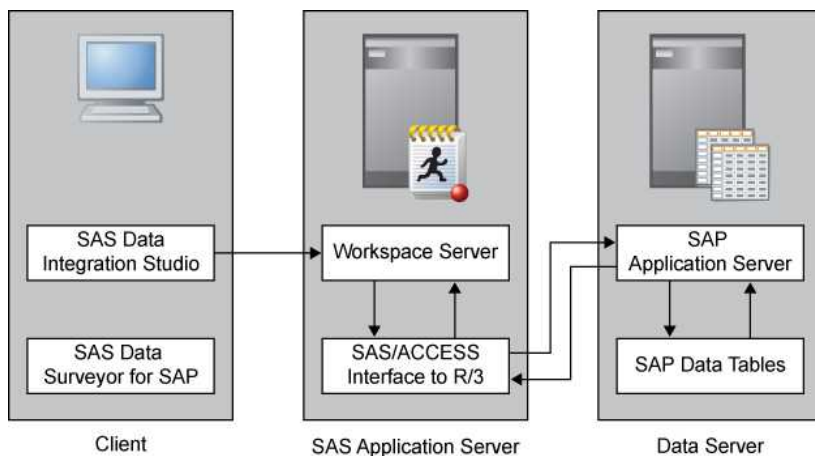 SAS Data
Integration Studio
SAS Data
Surveyor for SAP
Client
Workspace Server
SAS/ACCESS
Interface to R/3
SAS Application Server
SAP
Application Server
SAP Data Tables
Data Server